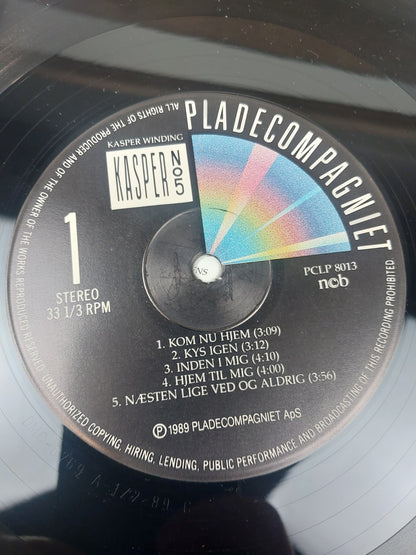 PLADECOMPAGNIET
KASPER WINDING
KASPER NO 5
1
STEREO
33 1/3 RPM
PCLP 8013
ncb
1. KOM NU HJEM (3:09)
2. KYS IGEN (3:12)
3. INDEN I MIG (4:10)
4. HJEM TIL MIG (4:00)
5. NÆSTEN LIGE VED OG ALDRIG (3:56)
Ⓟ 1989 PLADECOMPAGNIET ApS
ALL RIGHTS OF THE PRODUCER AND OF THE OWNER OF THE WORKS REPRODUCED RESERVED. UNAUTHORIZED COPYING, HIRING, LENDING, PUBLIC PERFORMANCE AND BROADCASTING OF THIS RECORDING PROHIBITED